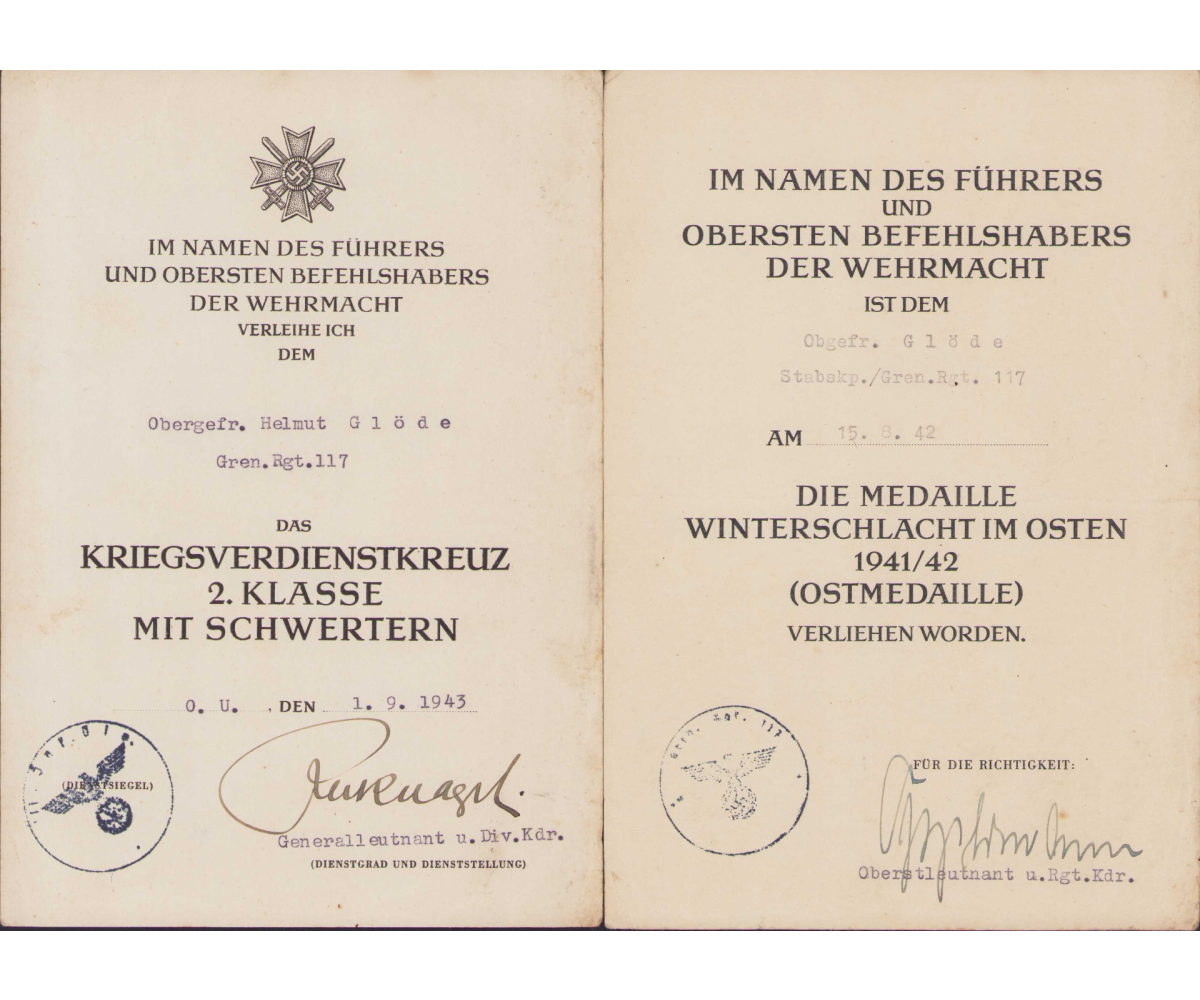 IM NAMEN DES FÜHRERS
UND OBERSTEN BEFEHLSHABERS
DER WEHRMACHT
VERLEIHE ICH
DEM
Obergefr. Helmut G l ö d e
Gren.Rgt.117
DAS
KRIEGSVERDIENSTKREUZ
2. KLASSE
MIT SCHWERTERN
O. U. , DEN 1. 9. 1943
(DIENSTSIEGEL)
Generalleutnant u.Div.Kdr.
(DIENSTGRAD UND DIENSTSTELLUNG)
IM NAMEN DES FÜHRERS
UND
OBERSTEN BEFEHLSHABERS
DER WEHRMACHT
IST DEM
Obgefr. G l ö d e
Stabskp./Gren.Rgt. 117
AM 15. 8. 42
DIE MEDAILLE
WINTERSCHLACHT IM OSTEN
1941/42
(OSTMEDAILLE)
VERLIEHEN WORDEN.
Gren. Rgt. 117
FÜR DIE RICHTIGKEIT:
Oberstleutnant u.Rgt.Kdr.